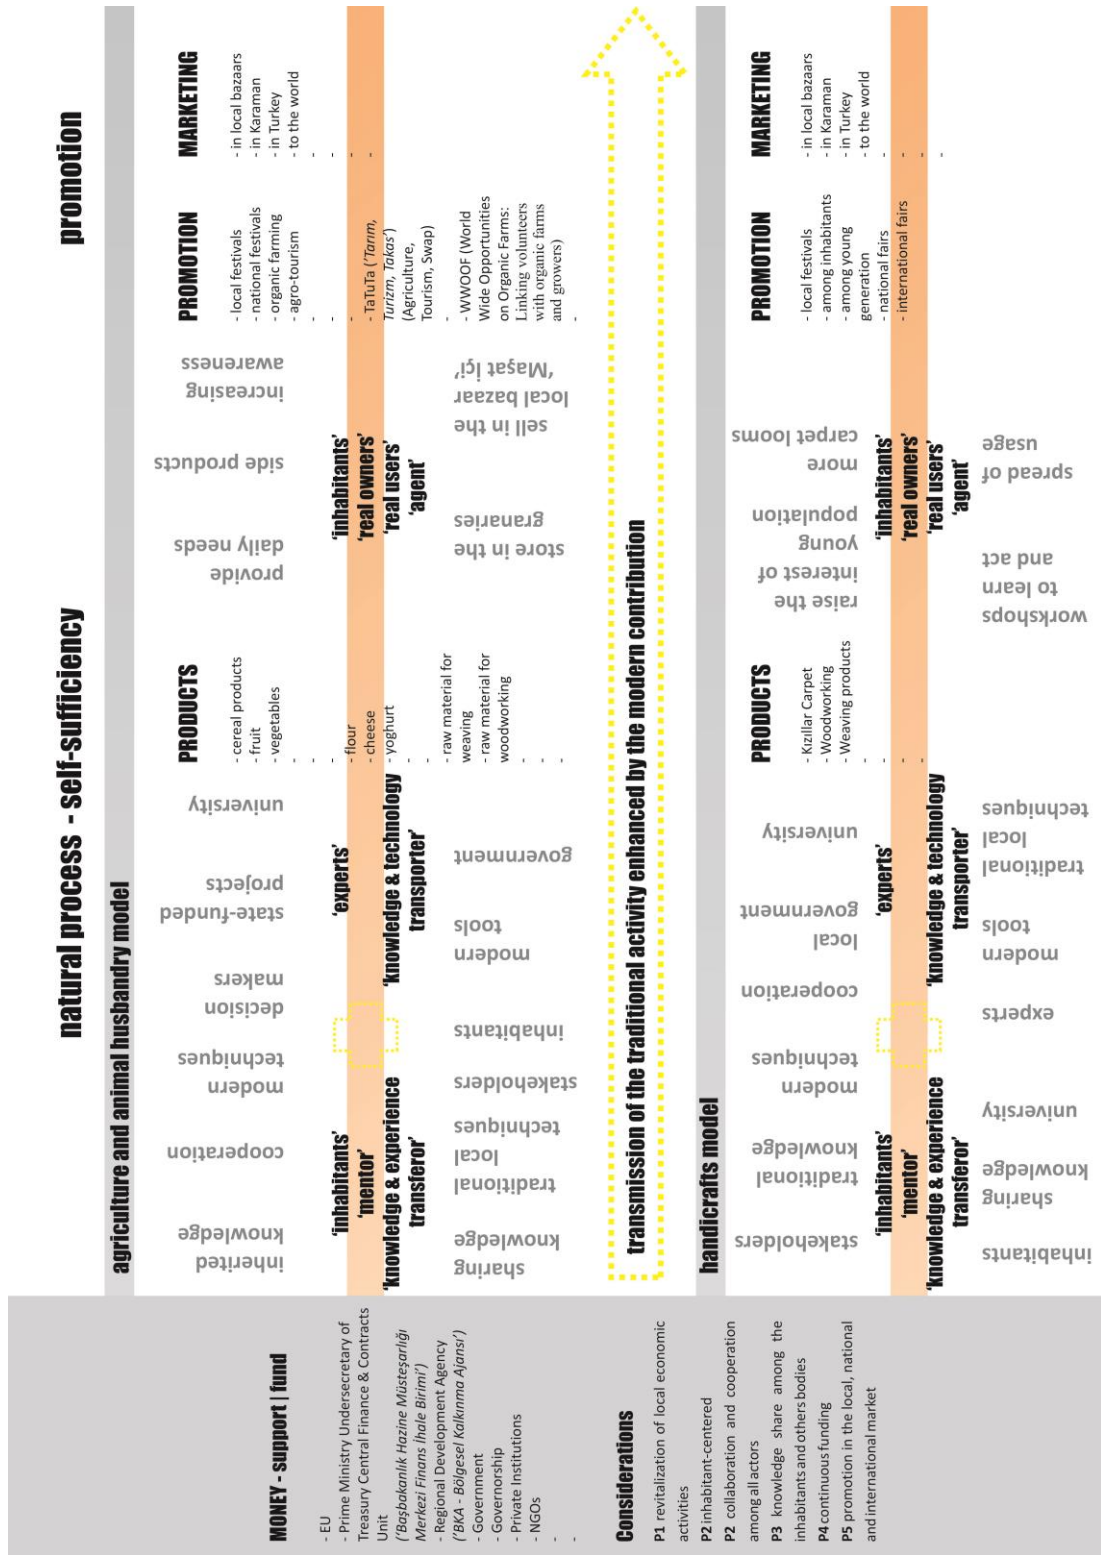 natural process - self-sufficiency
promotion
agriculture and animal husbandry model
MONEY - support | fund
- EU
- Prime Ministry Undersecretary of
Treasury Central Finance & Contracts
Unit
('Başbakanlık Hazine Müsteşarlığı
Merkezi Finans İhale Birimi')
- Regional Development Agency
('BKA - Bölgesel Kalkınma Ajansı')
- Government
- Governorship
- Private Institutions
- NGOs
-
-
inherited
knowledge
cooperation
modern
techniques
decision
makers
state-funded
projects
university
'inhabitants'
'mentor'
'knowledge & experience
transferor'
'experts'
'knowledge & technology
transporter'
sharing
knowledge
traditional
local
techniques
stakeholders
inhabitants
modern
tools
government
PRODUCTS
- cereal products
- fruit
- vegetables
-
-
-
- flour
- cheese
- yoghurt
-
-
- raw material for
weaving
- raw material for
woodworking
-
-
-
provide
daily needs
side products
increasing
awareness
'inhabitants'
'real owners'
'real users'
'agent'
store in the
granaries
sell in the
local bazaar
'Maşat İçi'
PROMOTION
- local festivals
- national festivals
- organic farming
- agro-tourism
-
-
-
- TaTuTa ('Tarım,
Turizm, Takas')
(Agriculture,
Tourism, Swap)
-
- WWOOF (World
Wide Opportunities
on Organic Farms:
Linking volunteers
with organic farms
and growers)
-
MARKETING
- in local bazaars
- in Karaman
- in Turkey
- to the world
-
-
-
-
-
-
transmission of the traditional activity enhanced by the modern contribution
Considerations
P1 revitalization of local economic
activities
P2 inhabitant-centered
P2 collaboration and cooperation
among all actors
P3 knowledge share among the
inhabitants and others bodies
P4 continuous funding
P5 promotion in the local, national
and international market
handicrafts model
stakeholders
traditional
knowledge
modern
techniques
cooperation
local
government
university
'inhabitants'
'mentor'
'knowledge & experience
transferor'
'experts'
'knowledge & technology
transporter'
inhabitants
sharing
knowledge
university
experts
modern
tools
traditional
local
techniques
PRODUCTS
- Kızıllar Carpet
- Woodworking
- Weaving products
-
-
-
raise the
interest of
young
population
more
carpet looms
'inhabitants'
'real owners'
'real users'
'agent'
workshops
to learn
and act
spread of
usage
PROMOTION
- local festivals
- among inhabitants
- among young
generation
- national fairs
- international fairs
-
MARKETING
- in local bazaars
- in Karaman
- in Turkey
- to the world
-
-
-